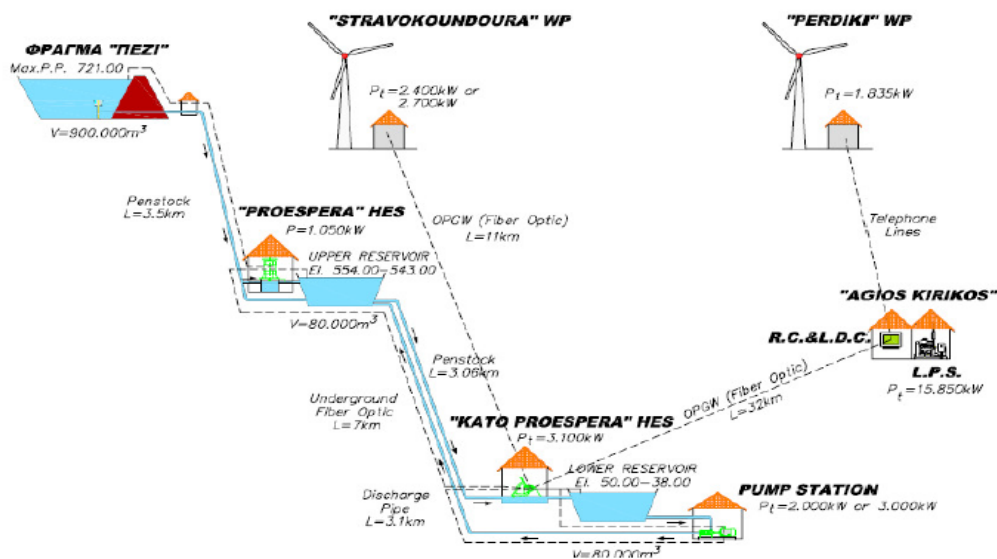 "STRAVOKOUNDOURA" WP
"PERDIKI" WP
ΦΡΑΓΜΑ "ΠΕΖΙ"
Max.P.P. 721.00
Pt=2.400kW or
2.700kW
Pt=1.835kW
V=900.000m³
Penstock
L=3.5km
"PROESPERA" HES
P=1.050kW
OPGW (Fiber Optic)
L=11km
Telephone
Lines
UPPER RESERVOIR
El. 554.00-543.00
"AGIOS KIRIKOS"
V=80.000m³
R.C.&L.D.C.
L.P.S.
Pt=15.850kW
Penstock
L=3.06km
OPGW (Fiber Optic)
L=32km
Underground
Fiber Optic
L=7km
"KATO PROESPERA" HES
Pt=3.100kW
LOWER RESERVOIR
El. 50.00-38.00
PUMP STATION
Pt=2.000kW or 3.000kW
Discharge
Pipe
L=3.1km
V=80.000m³